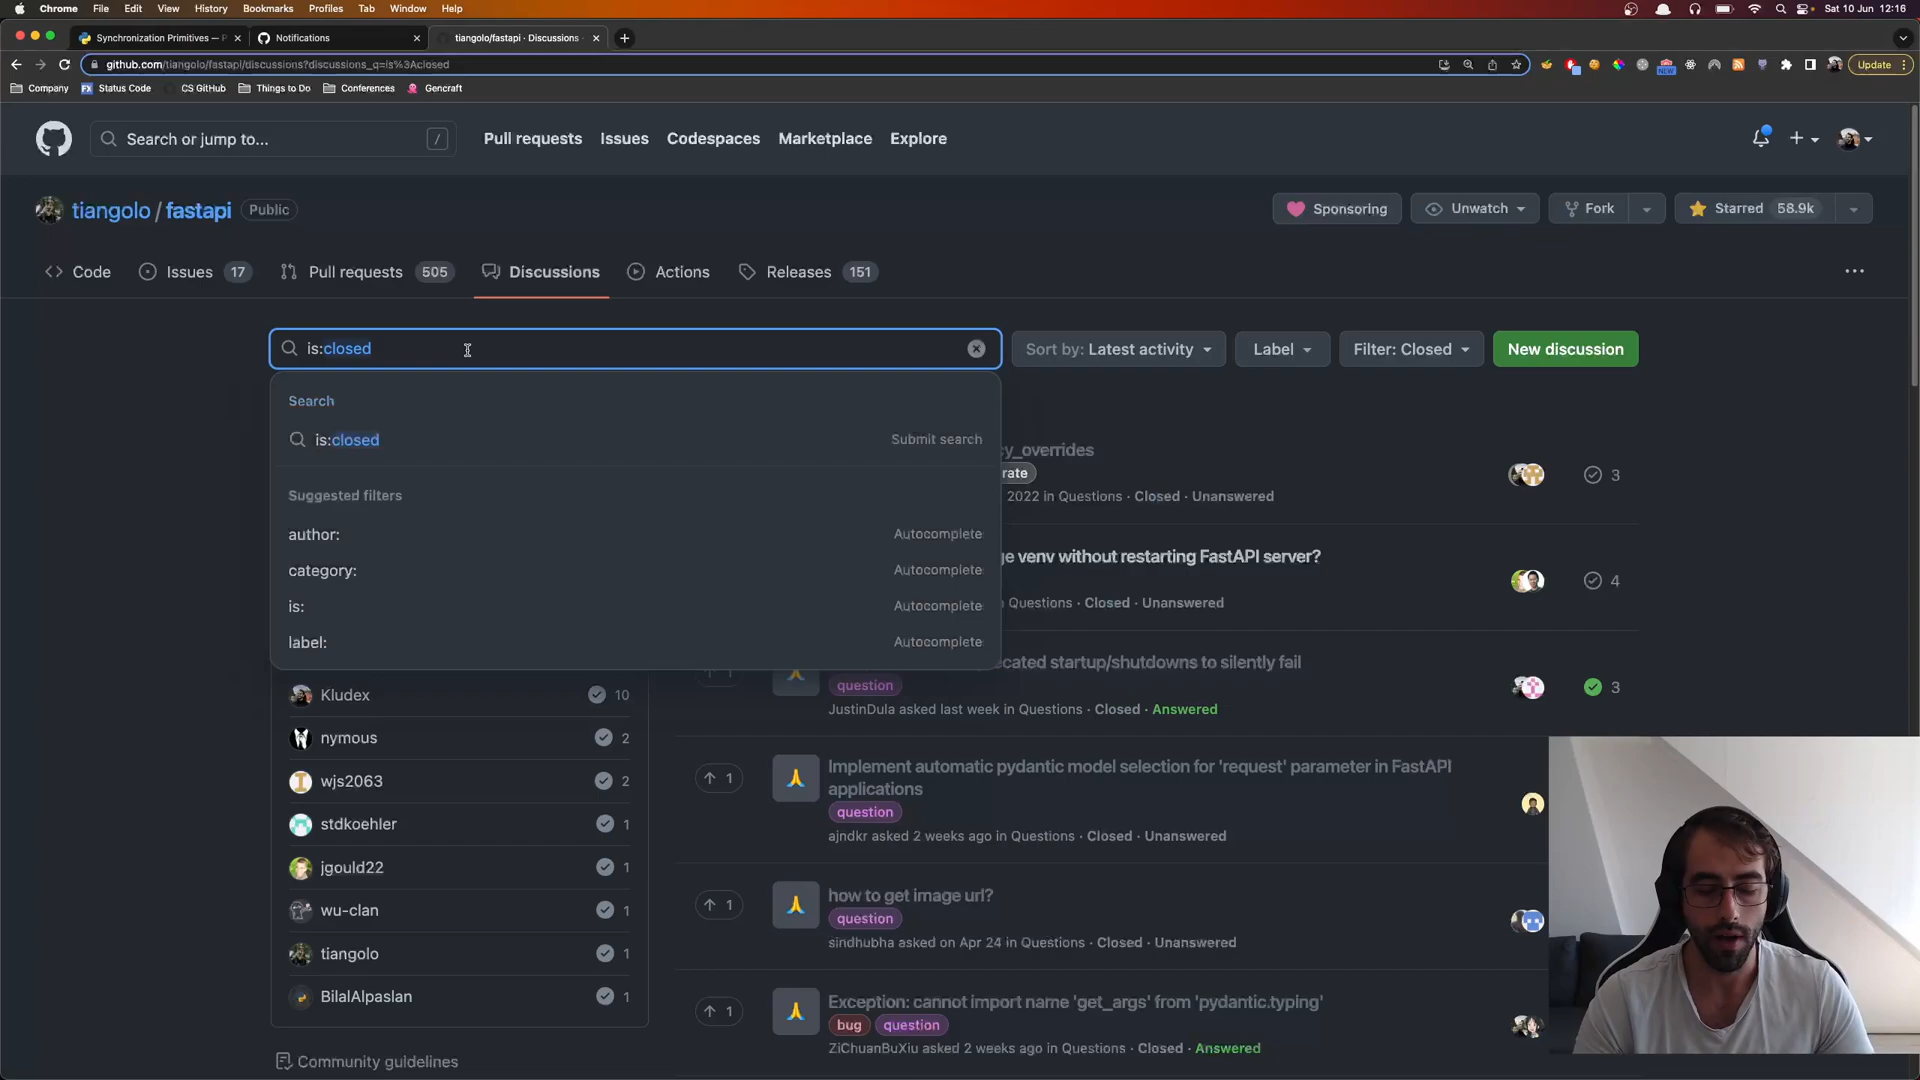 Chrome File Edit View History Bookmarks Profiles Tab Window Help Sat 10 Jun 12:16
Synchronization Primitives — P Notifications tiangolo/fastapi · Discussions
github.com/tiangolo/fastapi/discussions?discussions_q=is%3Aclosed NEW Update
Company FX Status Code CS GitHub Things to Do Conferences Gencraft
Search or jump to... / Pull requests Issues Codespaces Marketplace Explore
tiangolo / fastapi Public Sponsoring Unwatch Fork Starred 58.9k
Code Issues 17 Pull requests 505 Discussions Actions Releases 151
is:closed Sort by: Latest activity Label Filter: Closed New discussion
Search
is:closed Submit search
Suggested filters
author: Autocomplete
category: Autocomplete
is: Autocomplete
label: Autocomplete
cy_overrides
rate
2022 in Questions · Closed · Unanswered
3
ge venv without restarting FastAPI server?
Questions · Closed · Unanswered
4
ecated startup/shutdowns to silently fail
question
JustinDula asked last week in Questions · Closed · Answered
3
Kludex 10
nymous 2
wjs2063 2
stdkoehler 1
jgould22 1
wu-clan 1
tiangolo 1
BilalAlpaslan 1
Community guidelines
1
Implement automatic pydantic model selection for 'request' parameter in FastAPI
applications
question
ajndkr asked 2 weeks ago in Questions · Closed · Unanswered
1
how to get image url?
question
sindhubha asked on Apr 24 in Questions · Closed · Unanswered
1
Exception: cannot import name 'get_args' from 'pydantic.typing'
bug question
ZiChuanBuXiu asked 2 weeks ago in Questions · Closed · Answered